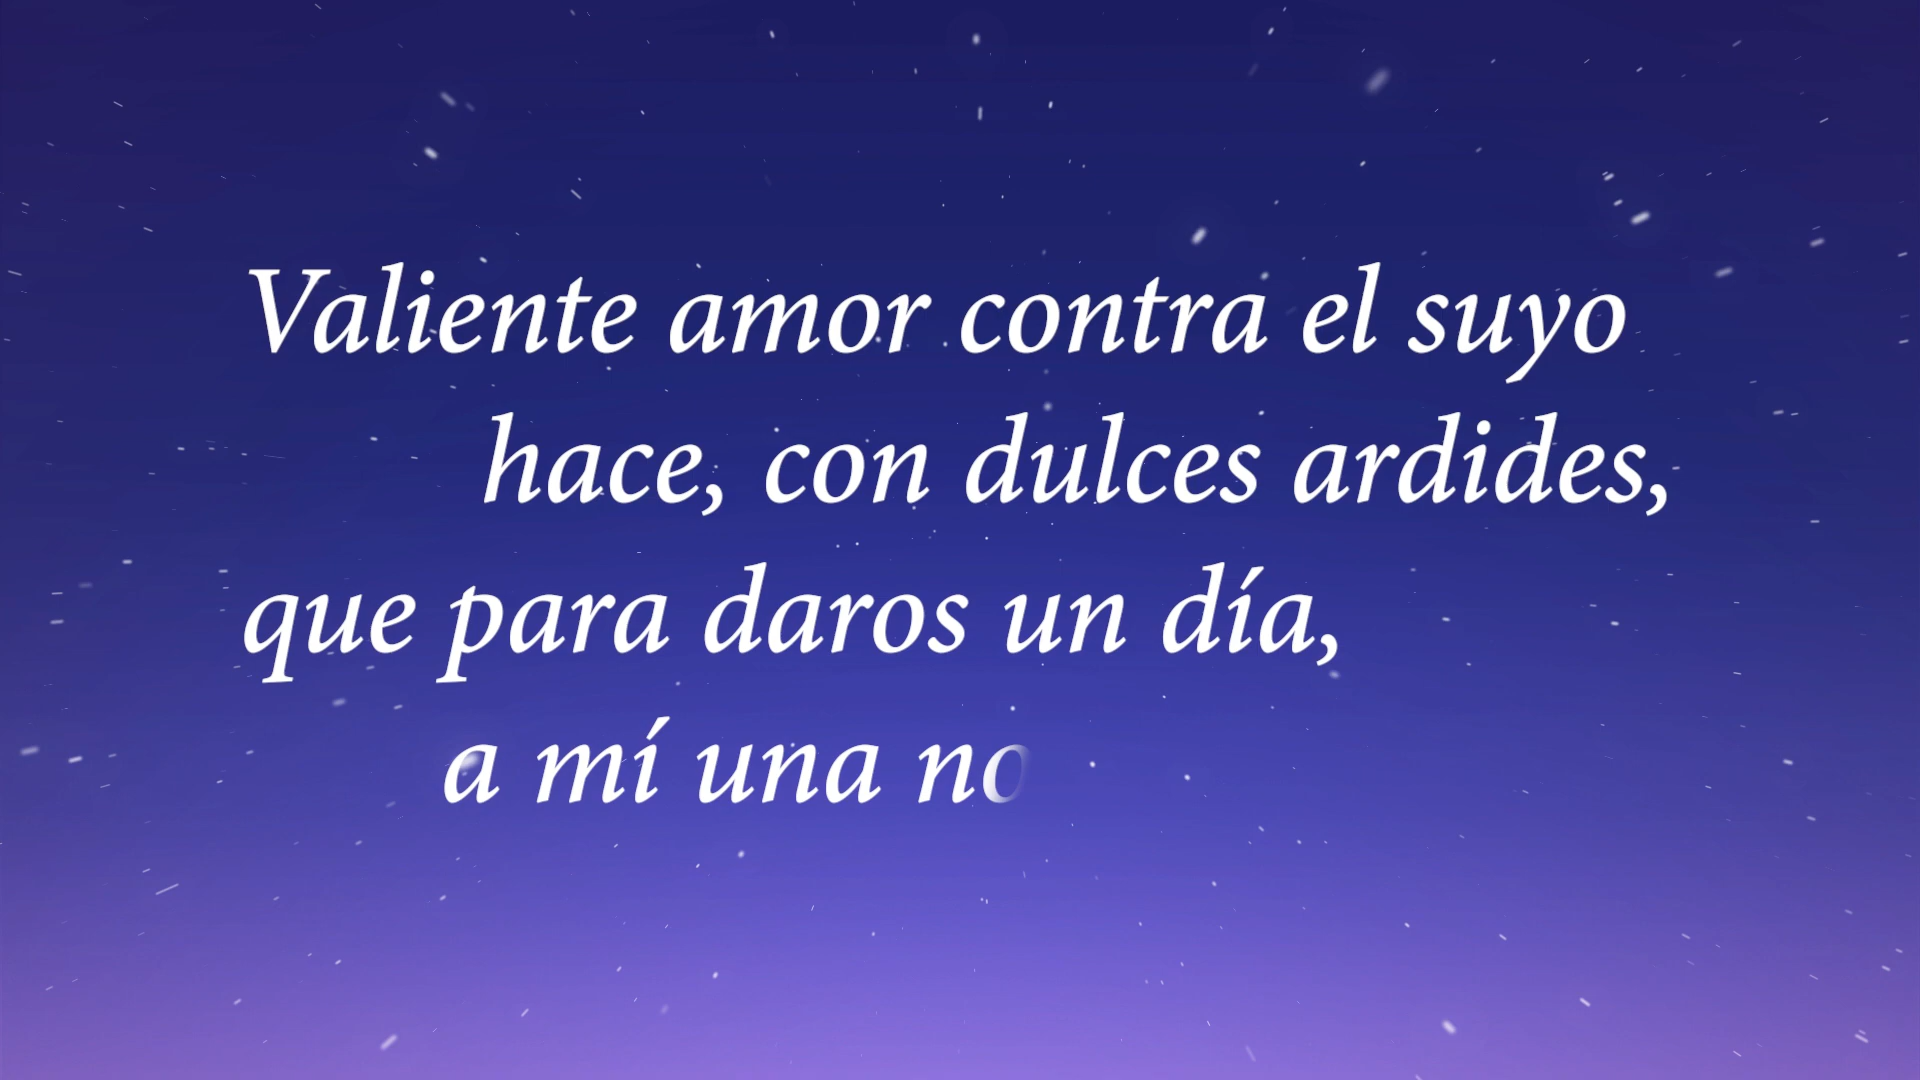 Valiente amor contra el suyo
hace, con dulces ardides,
que para daros un día,
a mí una no